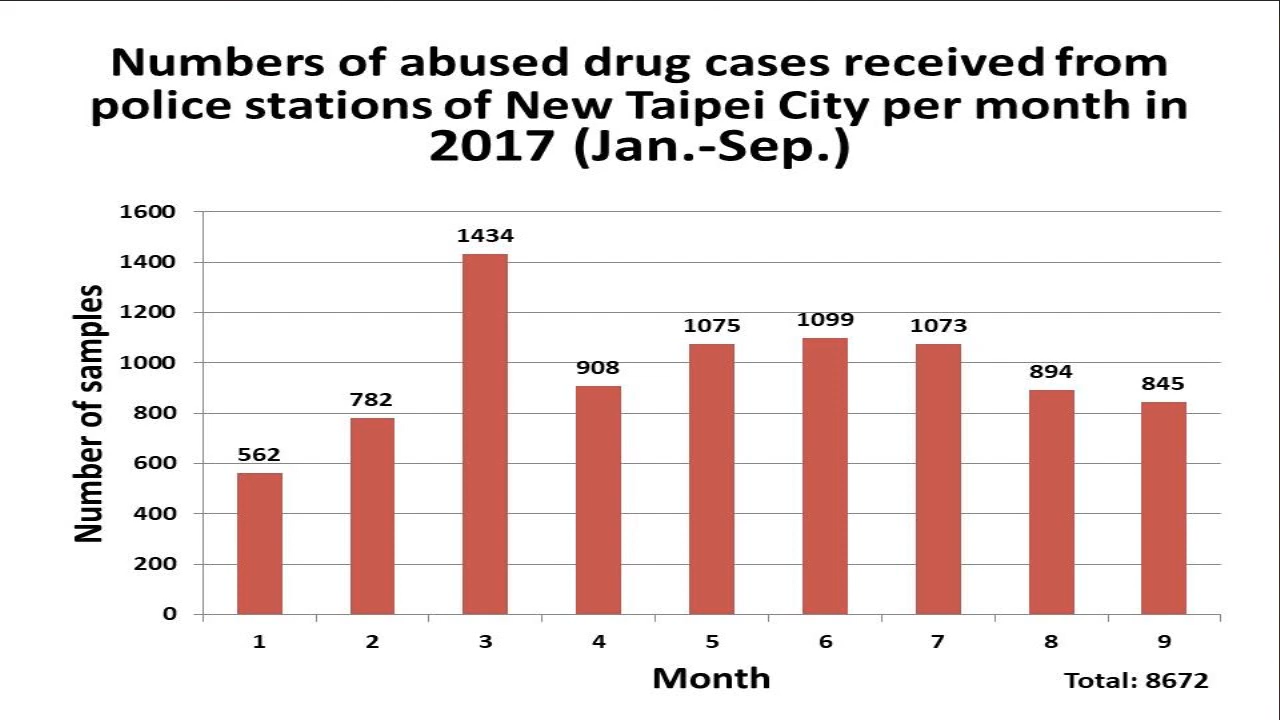 Numbers of abused drug cases received from
police stations of New Taipei City per month in
2017 (Jan.-Sep.)
Number of samples
1600
1400
1200
1000
800
600
400
200
0
562
782
1434
908
1075
1099
1073
894
845
1 2 3 4 5 6 7 8 9
Month
Total: 8672